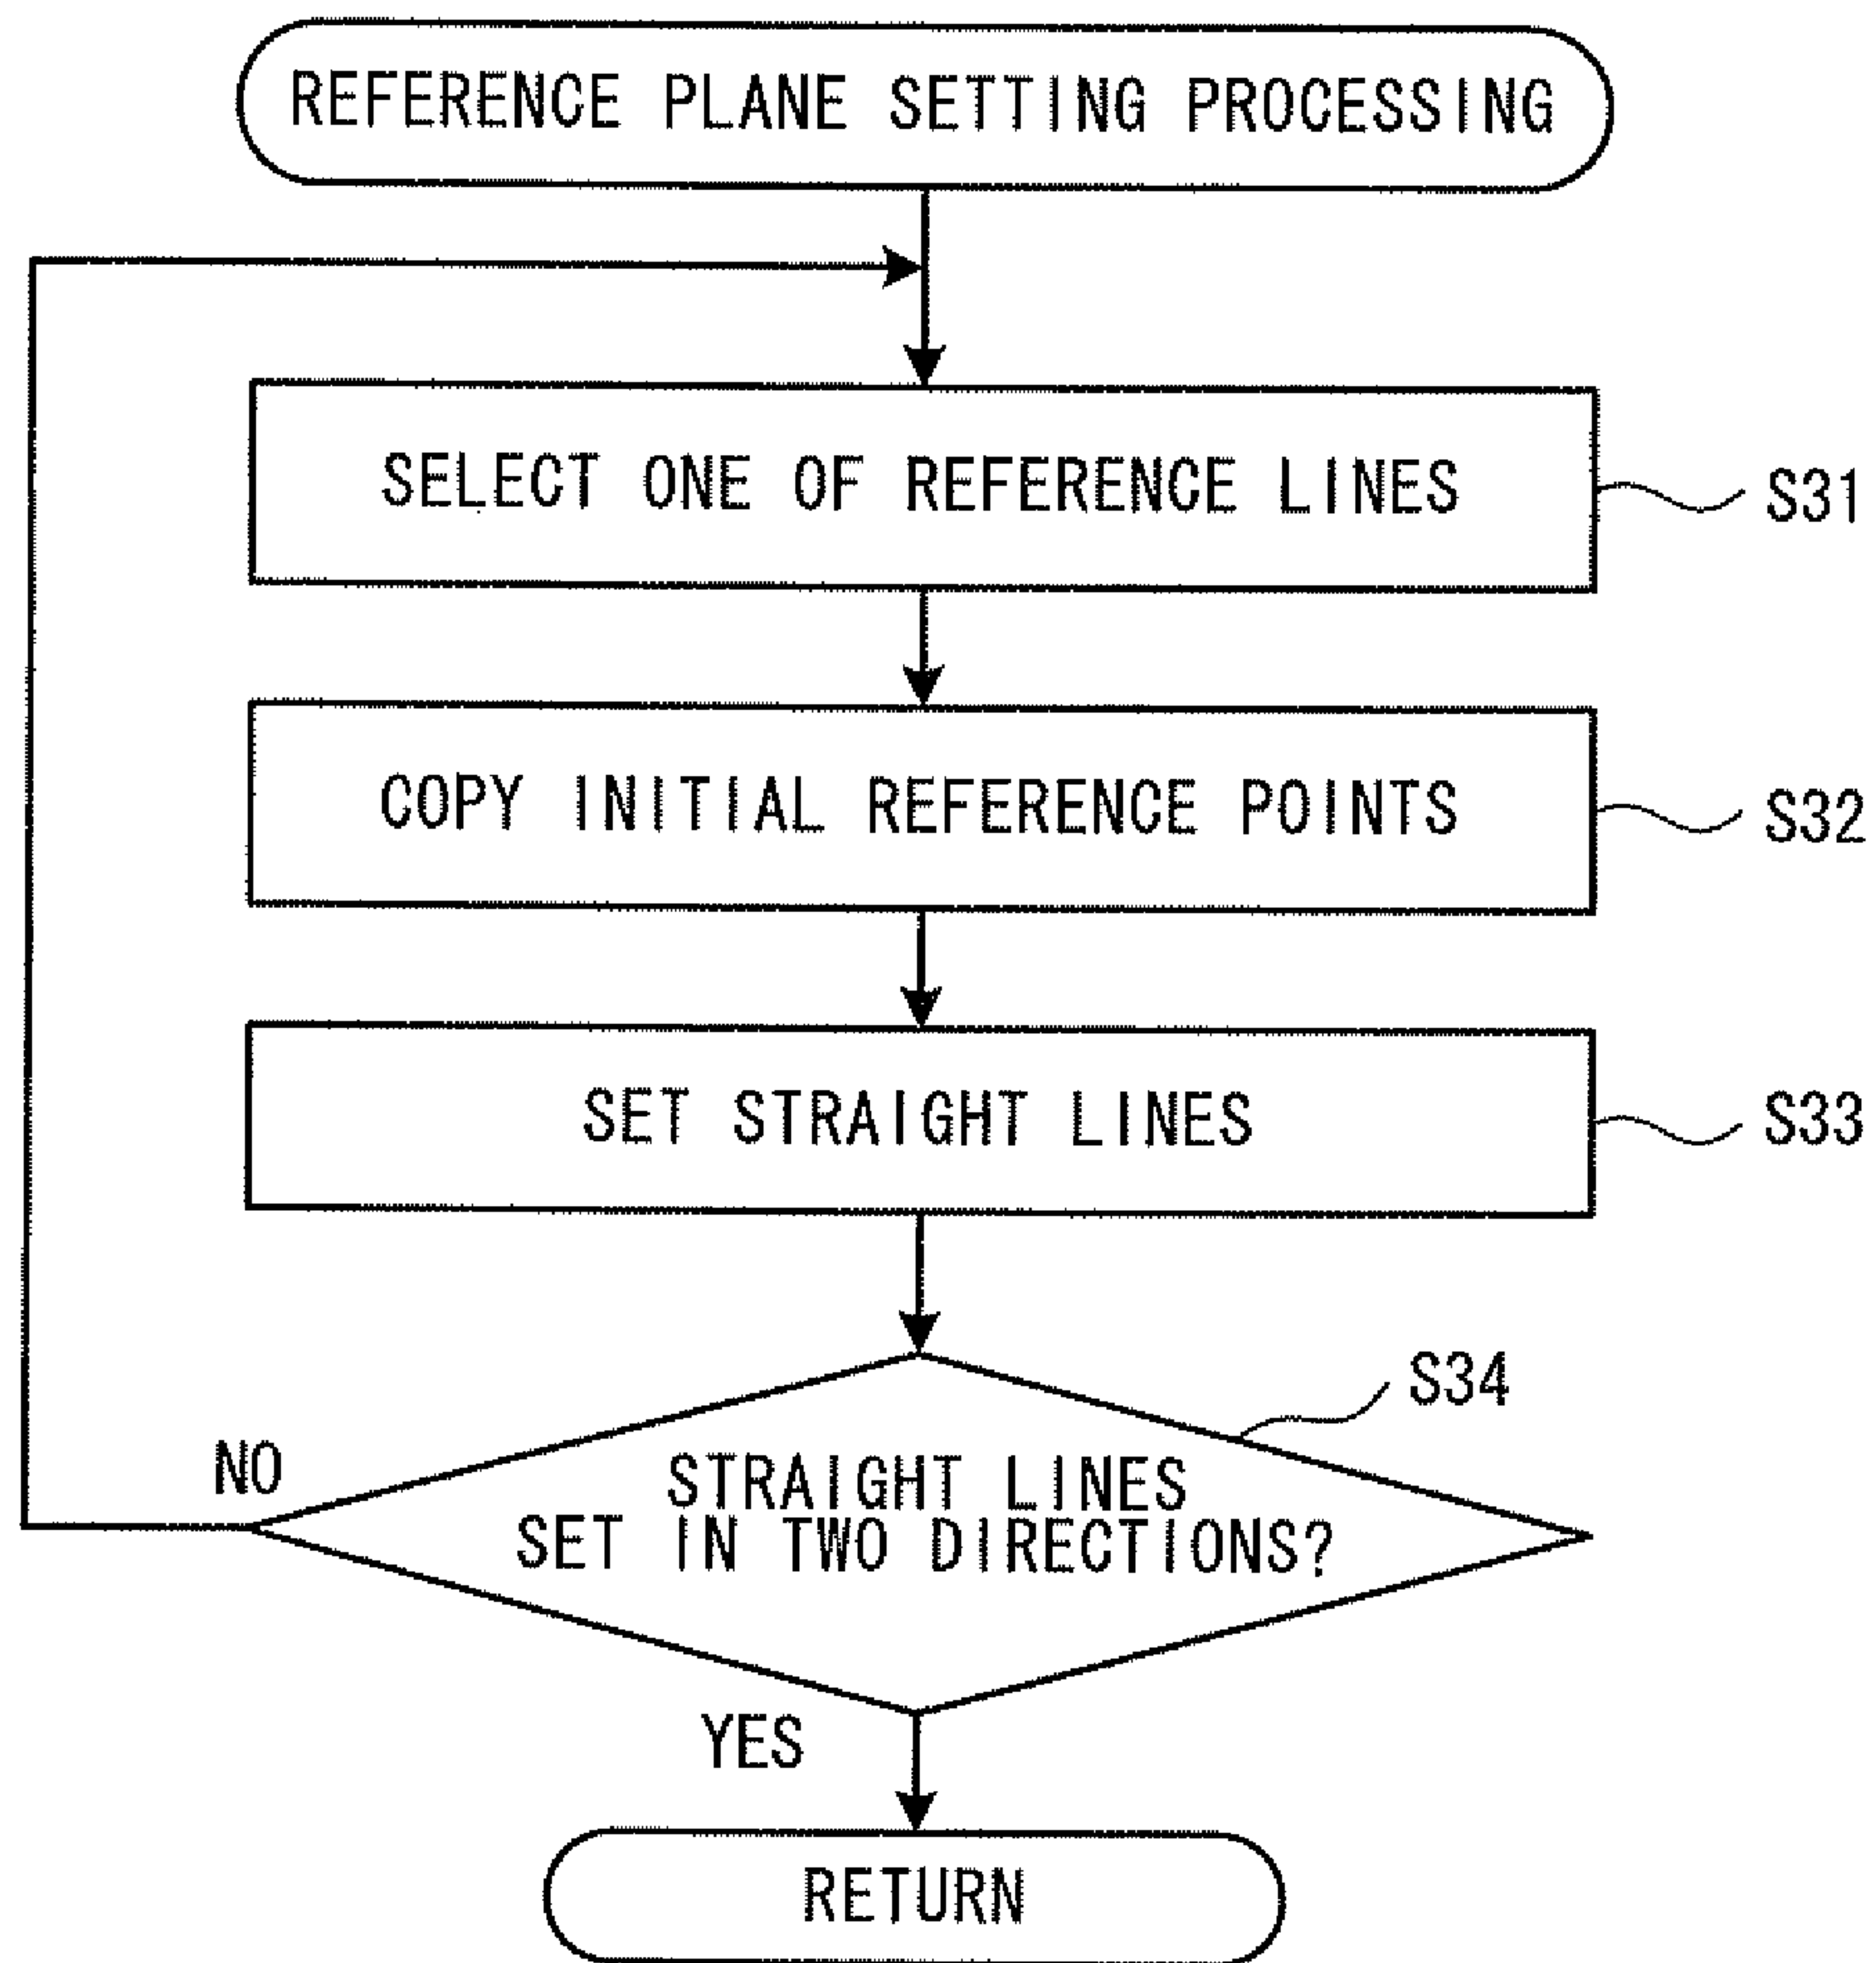 REFERENCE PLANE SETTING PROCESSING
SELECT ONE OF REFERENCE LINES
S31
COPY INITIAL REFERENCE POINTS
S32
SET STRAIGHT LINES
S33
S34
NO
STRAIGHT LINES
SET IN TWO DIRECTIONS?
YES
RETURN